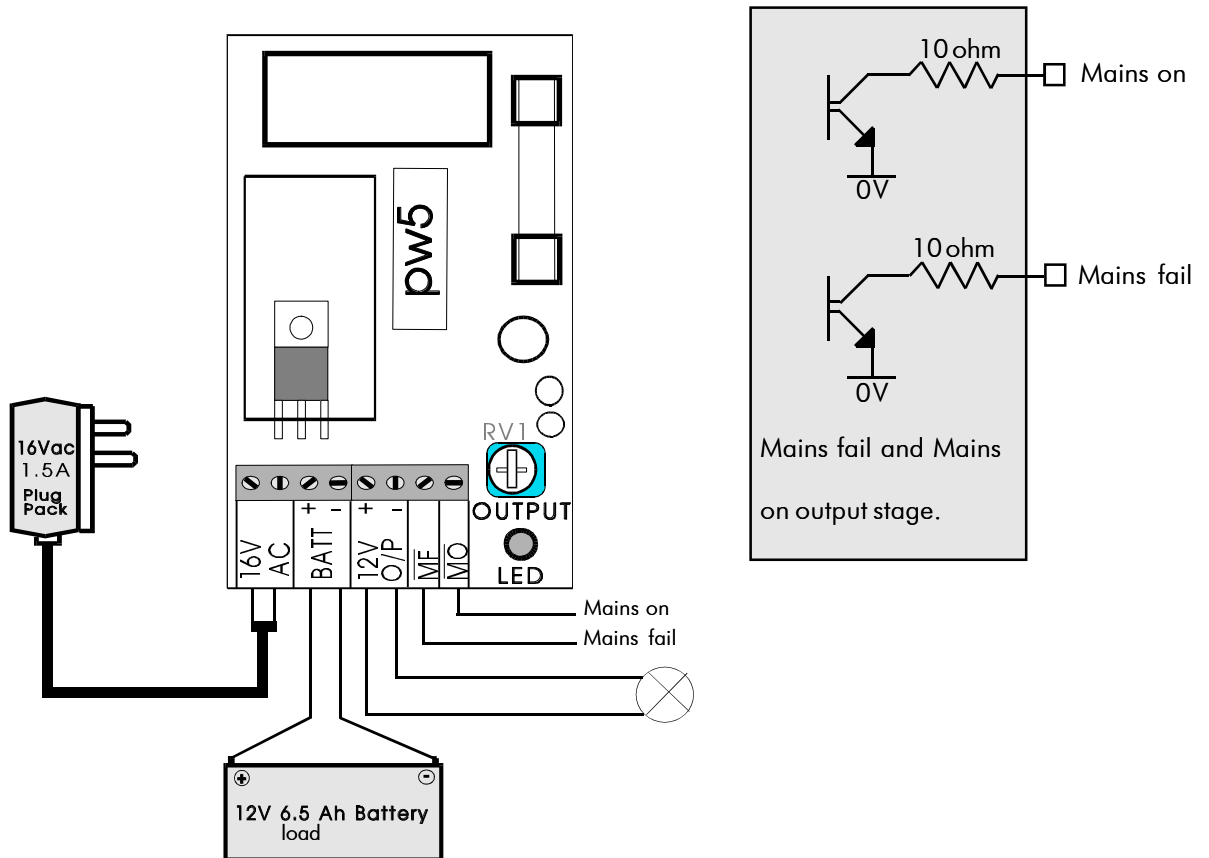 pw5
RV1
OUTPUT
LED
16V
AC
BATT
+
-
12V
O/P
+
-
MF
MO
16Vac
1.5A
Plug
Pack
Mains on
Mains fail
+
-
12V 6.5 Ah Battery
load
10 ohm
Mains on
0V
10 ohm
Mains fail
0V
Mains fail and Mains
on output stage.